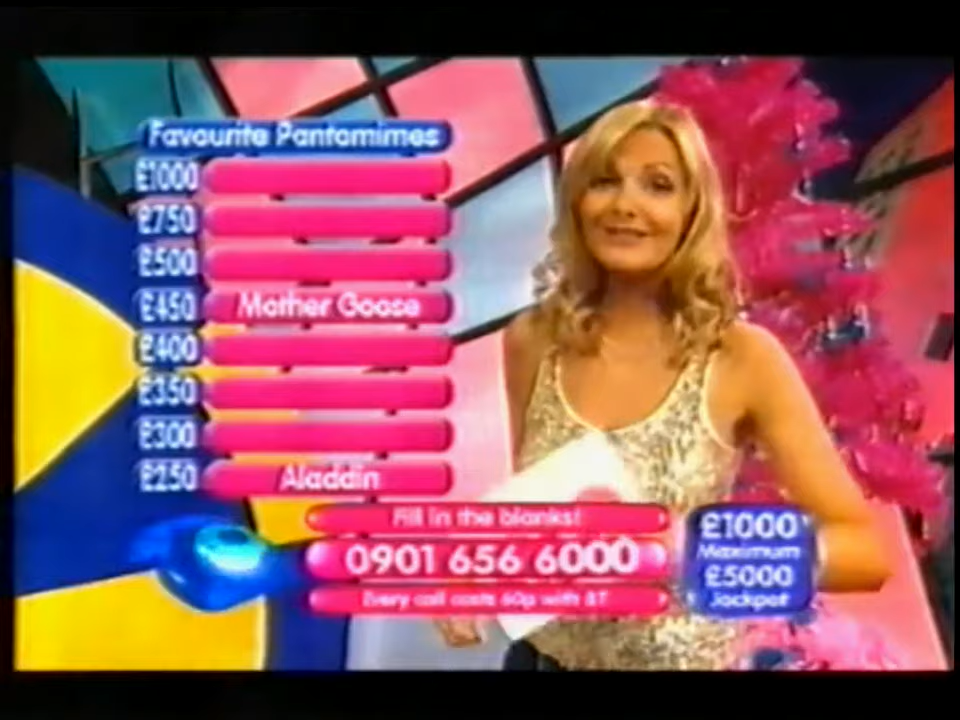 Favourite Pantomimes
£1000
£750
£500
£450 Mother Goose
£400
£350
£300
£250 Aladdin
Fill in the blanks!
0901 656 6000
Every call costs 60p with BT
£1000
Maximum
£5000
Jackpot